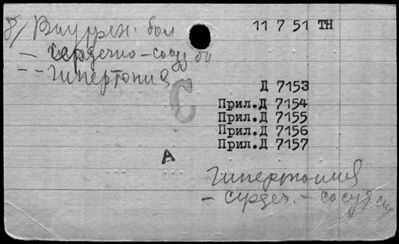 8/ Внутрен. бол
11 7 51 ТН
— Сердечно-сосуд бо
-- Гипертония
С
Д 7153
Прил.Д 7154
Прил.Д 7155
Прил.Д 7156
Прил.Д 7157
А
Гипертония
- сердеч. - сосуд